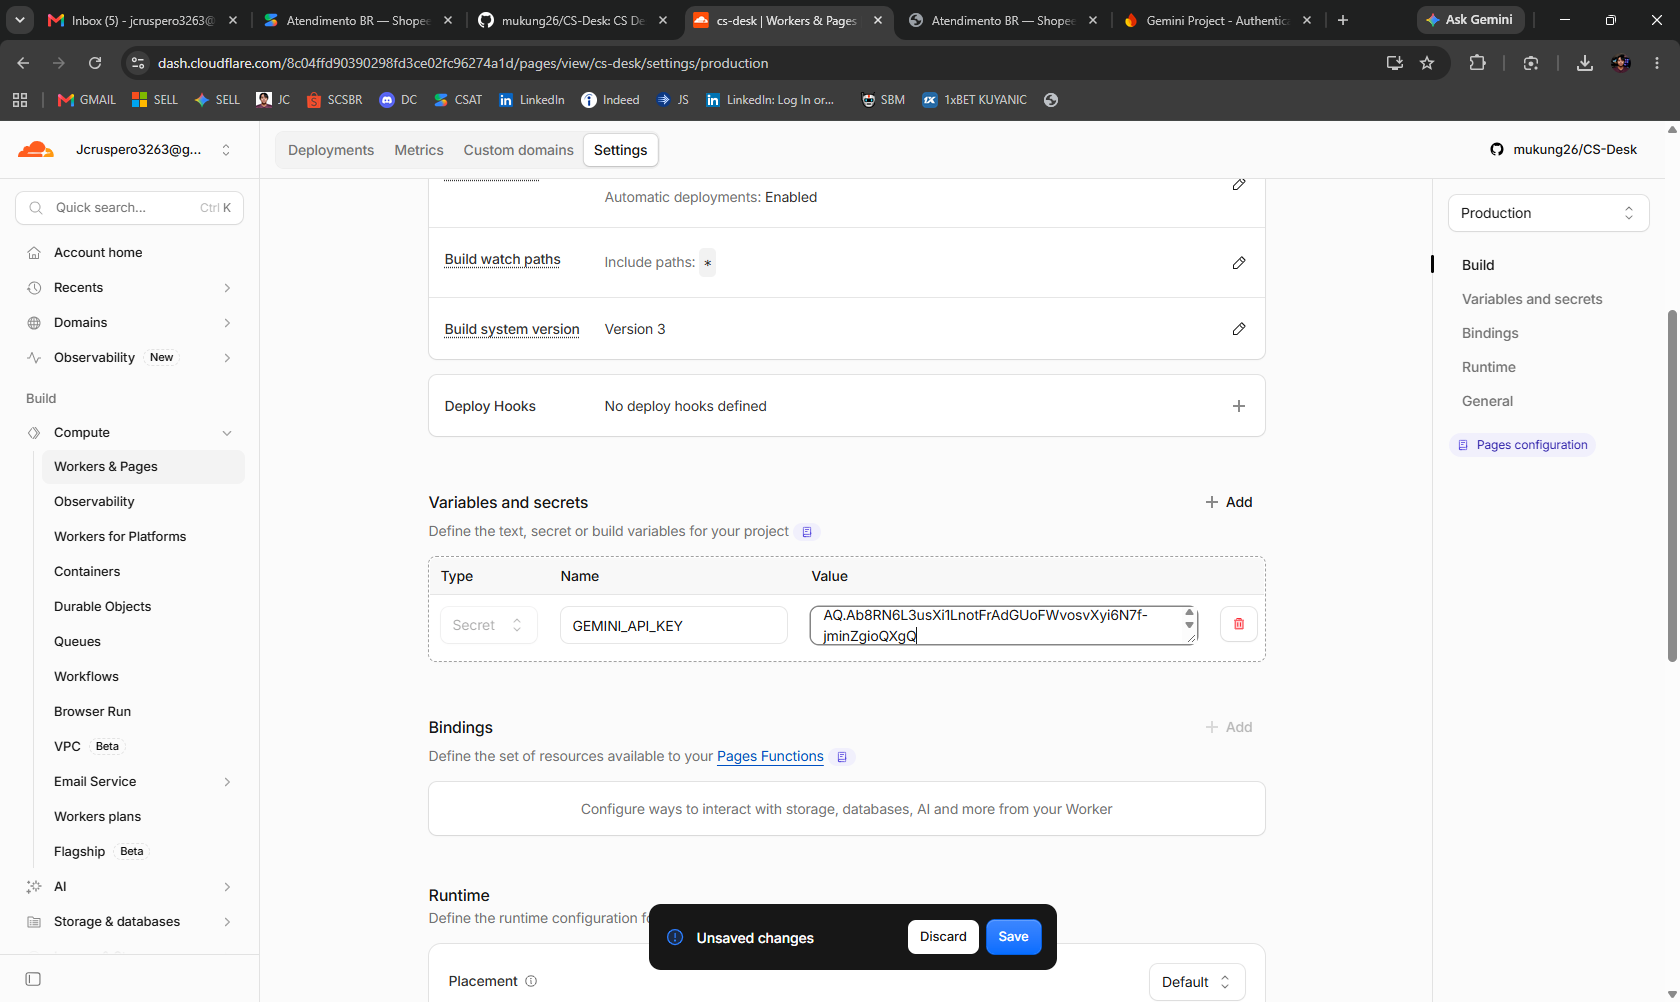 Inbox (5) - jcruspero3263@
Atendimento BR — Shopee
mukung26/CS-Desk: CS De
cs-desk | Workers & Pages
Atendimento BR — Shopee
Gemini Project - Authentica
Ask Gemini
dash.cloudflare.com/8c04ffd90390298fd3ce02fc96274a1d/pages/view/cs-desk/settings/production
GMAIL
SELL
SELL
JC
SCSBR
DC
CSAT
LinkedIn
Indeed
JS
LinkedIn: Log In or...
SBM
1xBET KUYANIC
Jcruspero3263@g...
Deployments
Metrics
Custom domains
Settings
mukung26/CS-Desk
Quick search...
Ctrl K
Account home
Recents
Domains
Observability
New
Build
Compute
Workers & Pages
Observability
Workers for Platforms
Containers
Durable Objects
Queues
Workflows
Browser Run
VPC
Beta
Email Service
Workers plans
Flagship
Beta
AI
Storage & databases
Automatic deployments: Enabled
Build watch paths
Include paths: *
Build system version
Version 3
Deploy Hooks
No deploy hooks defined
Variables and secrets
Add
Define the text, secret or build variables for your project
Type
Name
Value
Secret
GEMINI_API_KEY
AQ.Ab8RN6L3usXi1LnotFrAdGUoFWvosvXyi6N7f-
jminZgioQXgQ
Bindings
Add
Define the set of resources available to your Pages Functions
Configure ways to interact with storage, databases, AI and more from your Worker
Runtime
Define the runtime configuration
Unsaved changes
Discard
Save
Placement
Default
Production
Build
Variables and secrets
Bindings
Runtime
General
Pages configuration